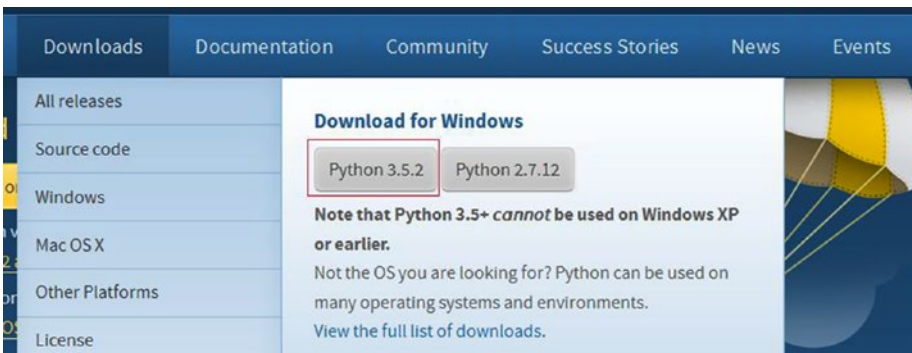 Downloads Documentation Community Success Stories News Events
All releases
Source code
Windows
Mac OS X
Other Platforms
License
Download for Windows
Python 3.5.2 Python 2.7.12
Note that Python 3.5+ cannot be used on Windows XP
or earlier.
Not the OS you are looking for? Python can be used on
many operating systems and environments.
View the full list of downloads.